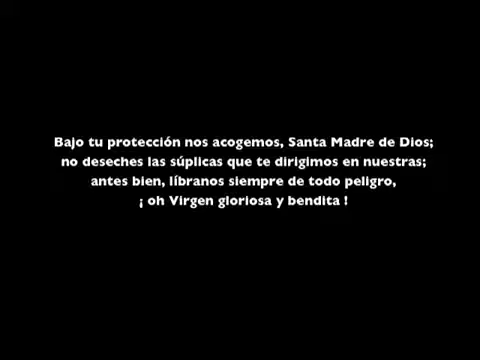 Bajo tu protección nos acogemos, Santa Madre de Dios;
no deseches las súplicas que te dirigimos en nuestras;
antes bien, líbranos siempre de todo peligro,
¡ oh Virgen gloriosa y bendita !